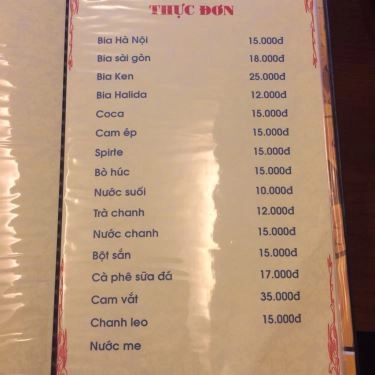 THỰC ĐƠN
Bia Hà Nội 15.000đ
Bia sài gòn 18.000đ
Bia Ken 25.000đ
Bia Halida 12.000đ
Coca 15.000đ
Cam ép 15.000đ
Spirte 15.000đ
Bò húc 15.000đ
Nước suối 10.000đ
Trà chanh 12.000đ
Nước chanh 15.000đ
Bột sắn 15.000đ
Cà phê sữa đá 17.000đ
Cam vắt 35.000đ
Chanh leo 15.000đ
Nước me